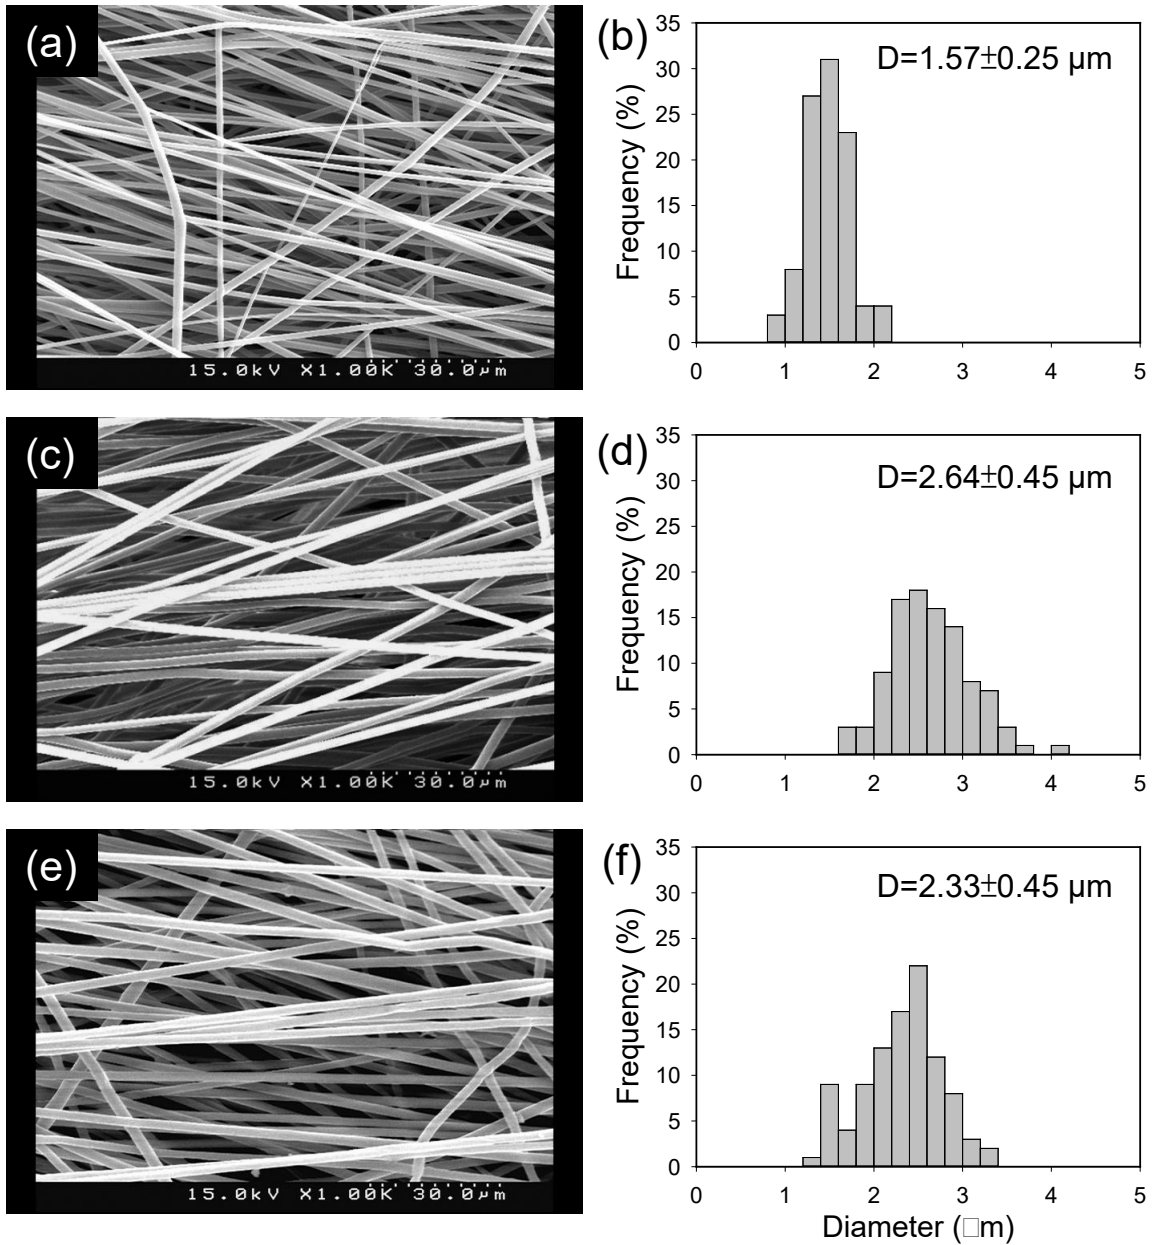 (a)
15.0kV X1.00K 30.0µm
(b)
D=1.57±0.25 µm
Frequency (%)
35
30
25
20
15
10
5
0
0 1 2 3 4 5
(c)
15.0kV X1.00K 30.0µm
(d)
D=2.64±0.45 µm
Frequency (%)
35
30
25
20
15
10
5
0
0 1 2 3 4 5
(e)
15.0kV X1.00K 30.0µm
(f)
D=2.33±0.45 µm
Frequency (%)
35
30
25
20
15
10
5
0
0 1 2 3 4 5
Diameter (□m)